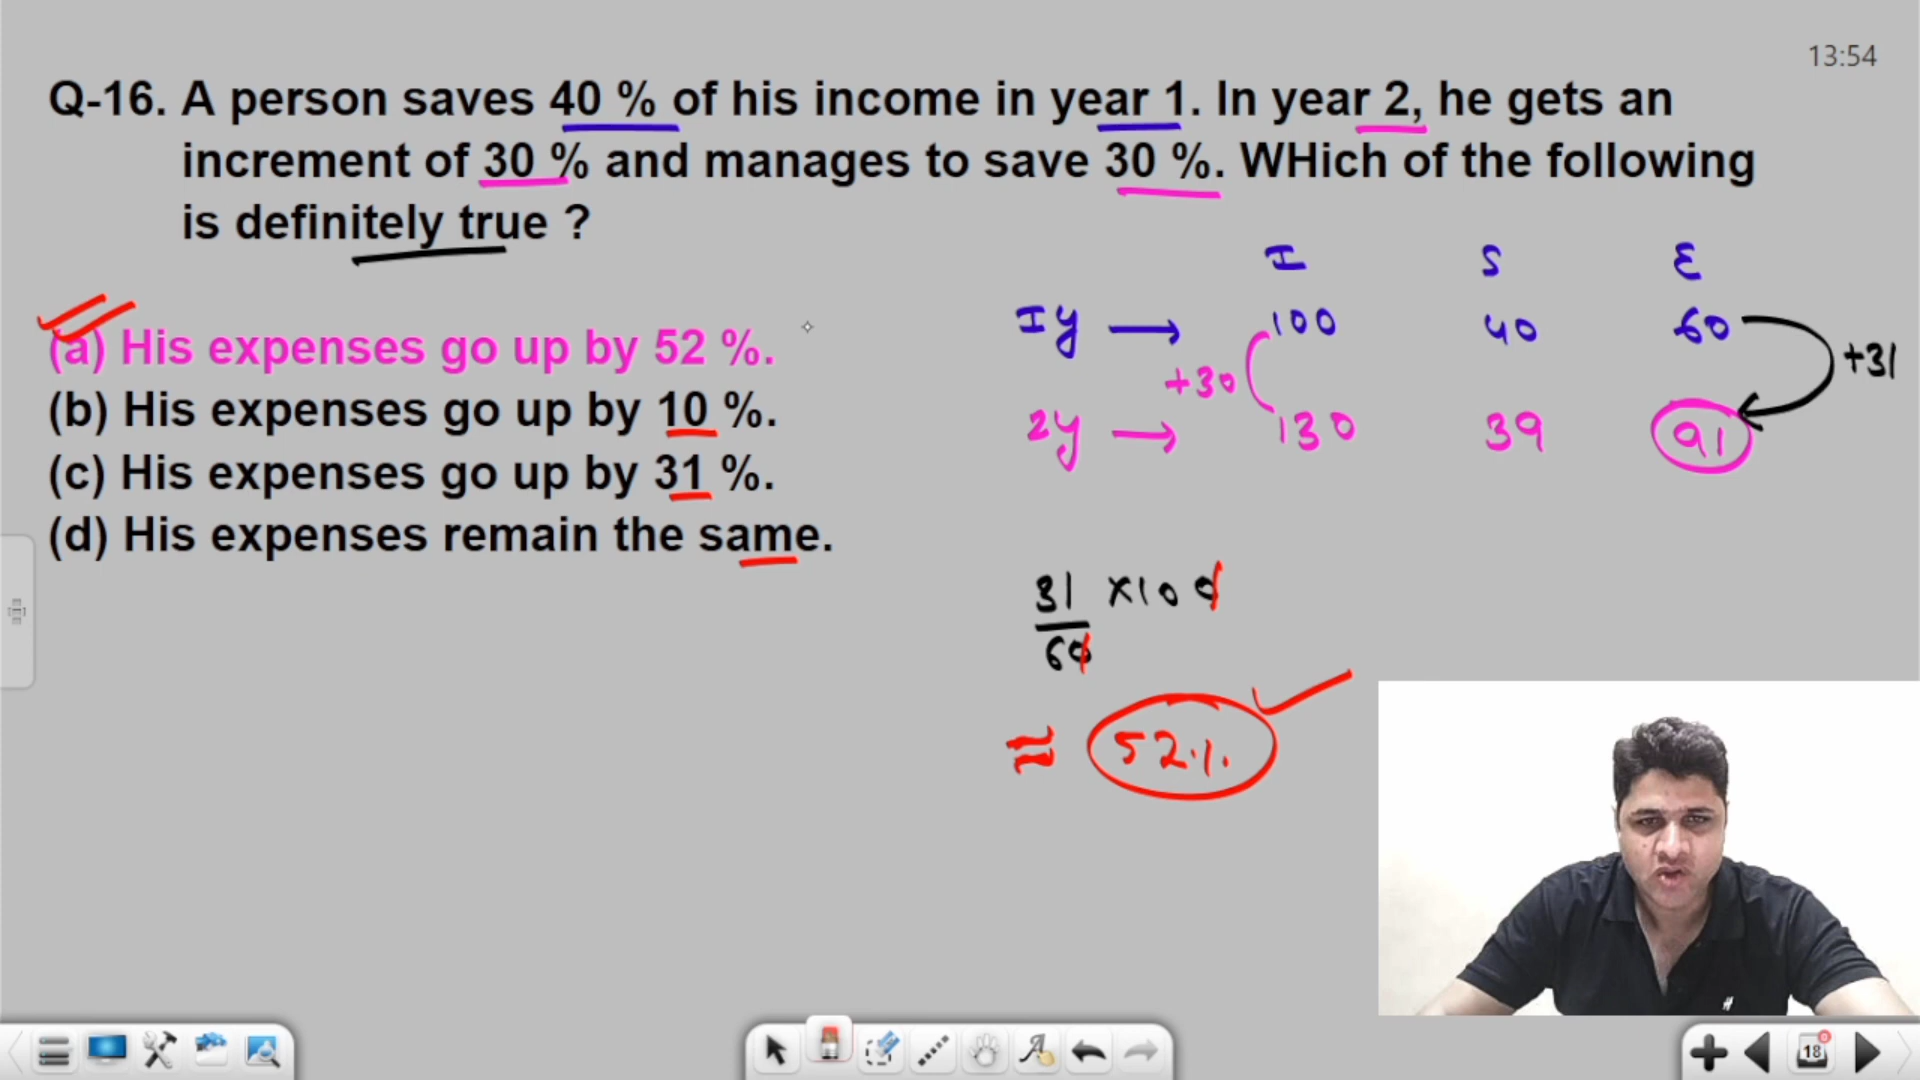 13:54
Q-16. A person saves 40 % of his income in year 1. In year 2, he gets an
increment of 30 % and manages to save 30 %. WHich of the following
is definitely true ?
I S E
(a) His expenses go up by 52 %.
(b) His expenses go up by 10 %.
(c) His expenses go up by 31 %.
(d) His expenses remain the same.
Iy → 100 40 60
+30
+31
2y → 130 39 91
31
60
×100
≈ 52%
18